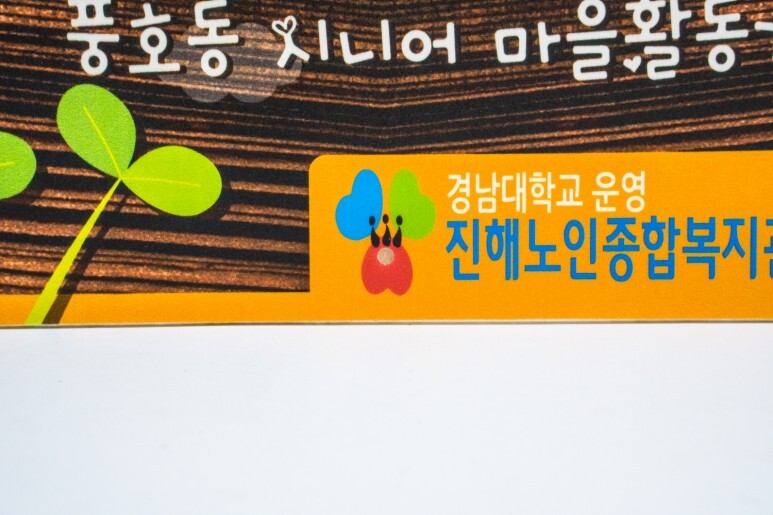 풍호동 시니어 마을활동
경남대학교 운영
진해노인종합복지관